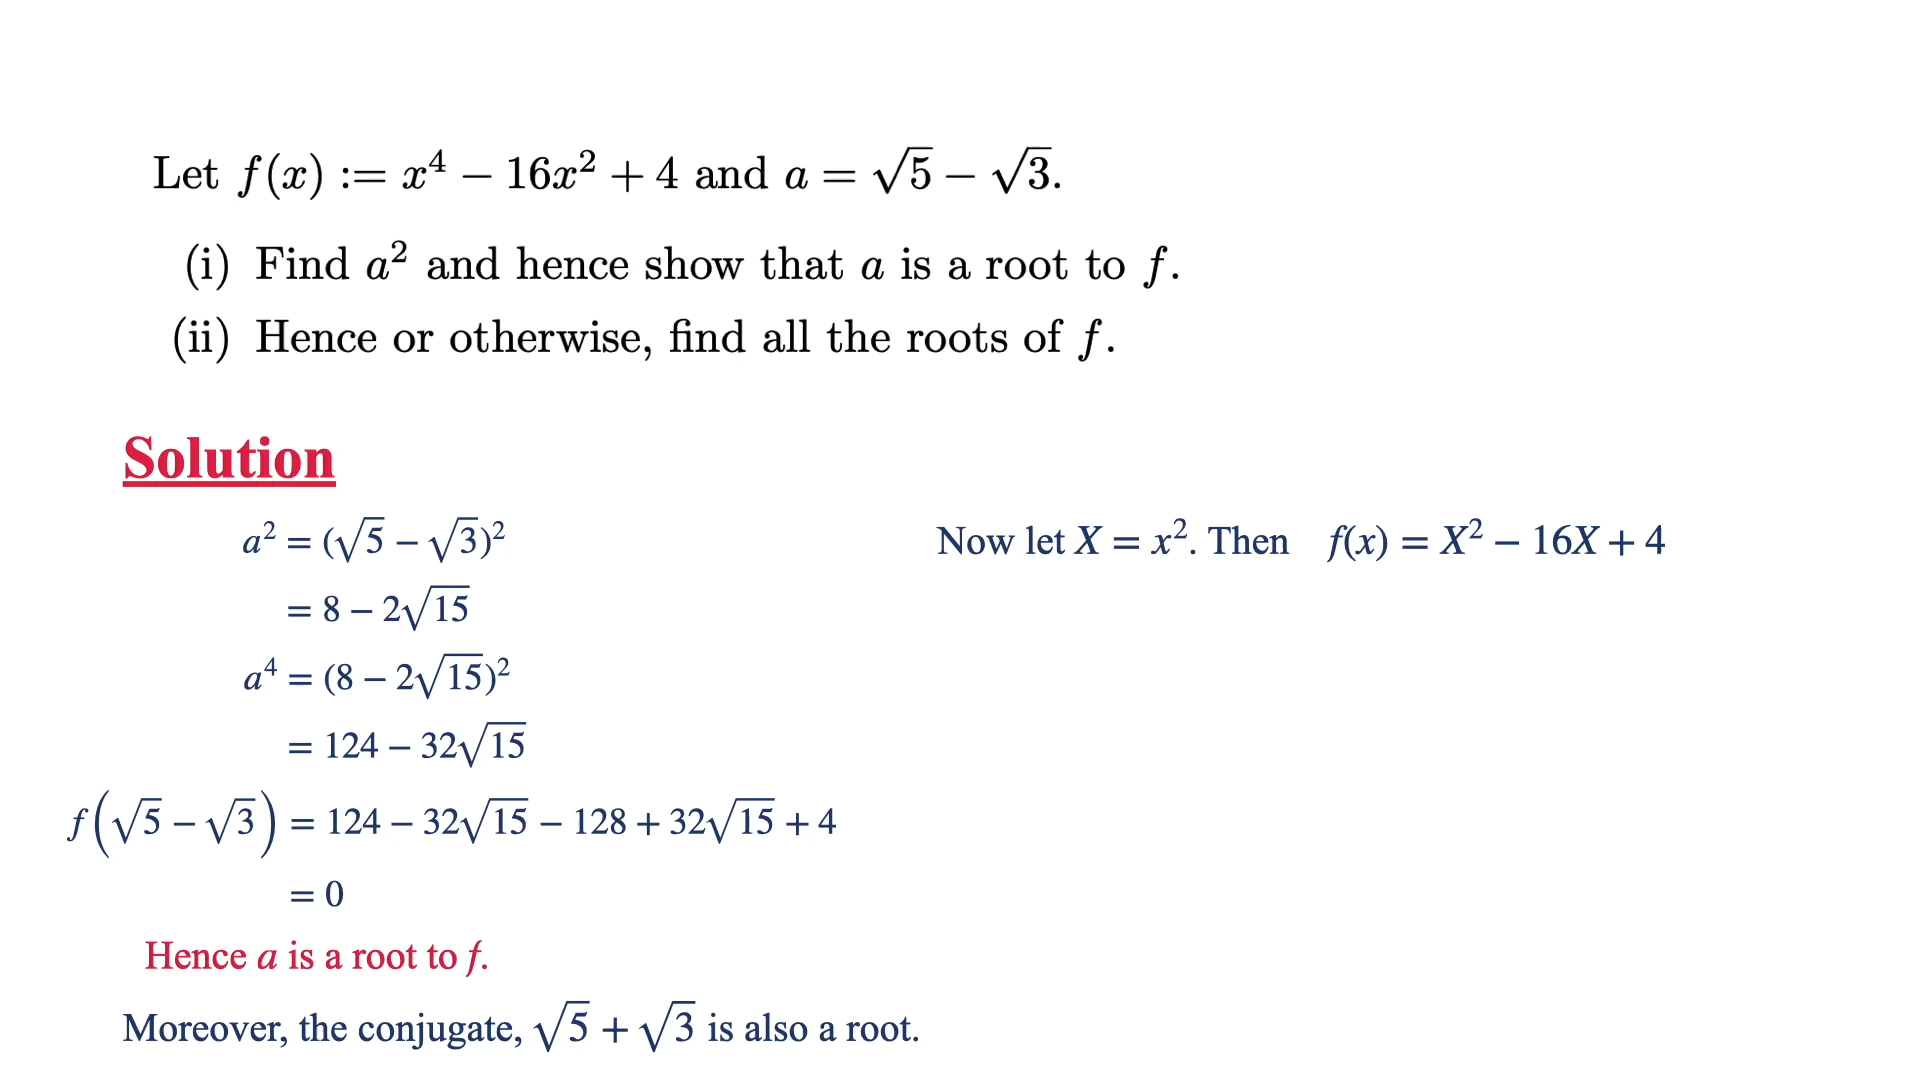 Let f(x) := x⁴ − 16x² + 4 and a = √5 − √3.
(i) Find a² and hence show that a is a root to f.
(ii) Hence or otherwise, find all the roots of f.
Solution
a² = (√5 − √3)²
= 8 − 2√15
a⁴ = (8 − 2√15)²
= 124 − 32√15
f(√5 − √3) = 124 − 32√15 − 128 + 32√15 + 4
= 0
Hence a is a root to f.
Moreover, the conjugate, √5 + √3 is also a root.
Now let X = x². Then f(x) = X² − 16X + 4